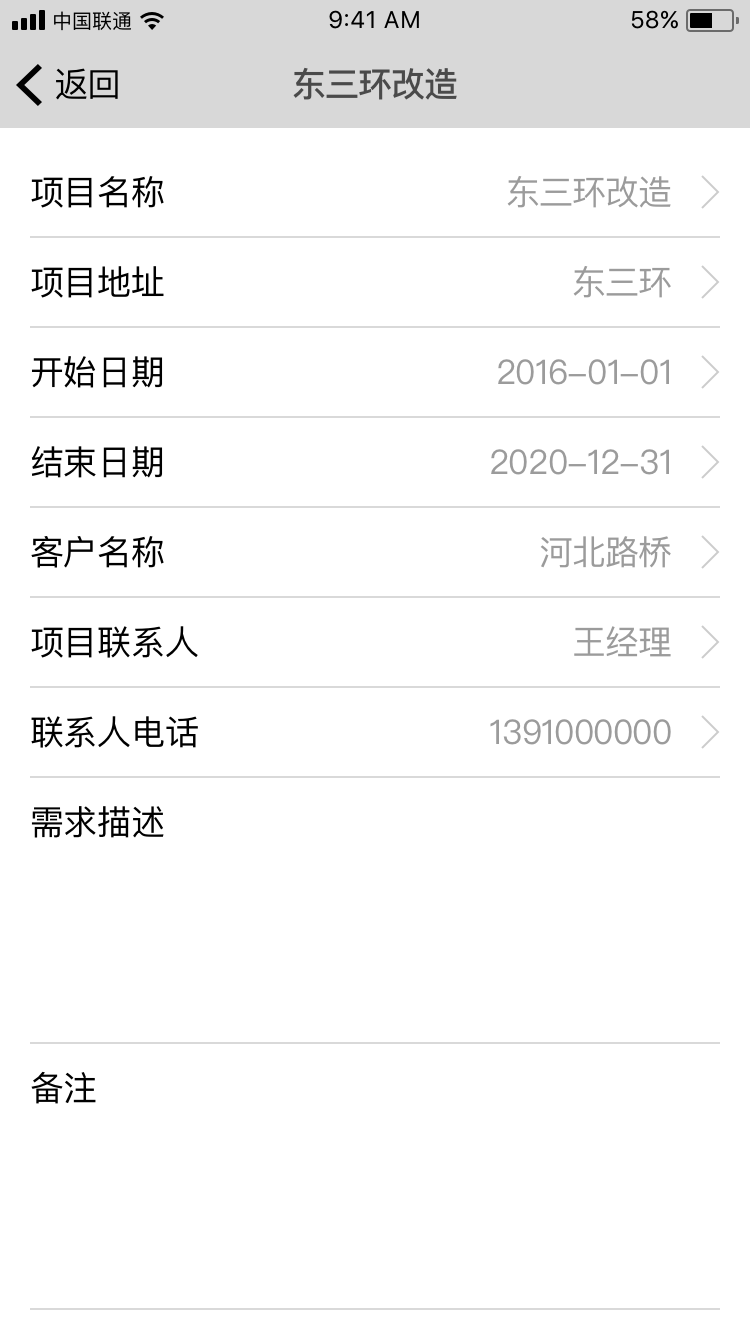 中国联通 9:41 AM 58%
返回 东三环改造
项目名称 东三环改造
项目地址 东三环
开始日期 2016-01-01
结束日期 2020-12-31
客户名称 河北路桥
项目联系人 王经理
联系人电话 1391000000
需求描述
备注